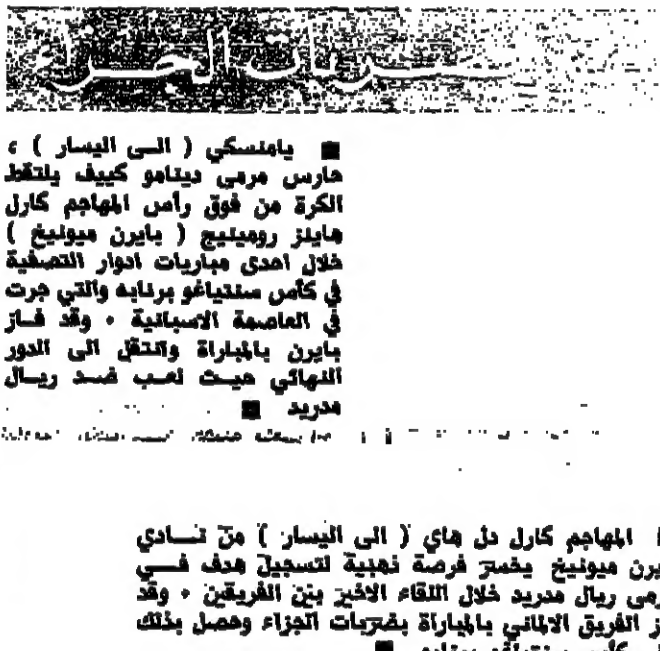 ضربات الجزاء
■ يامنسكي ( الى اليسار ) ،
حارس مرمى دينامو كييف يلتقط
الكرة من فوق رأس المهاجم كارل
هاينز رومينيج ( بايرن ميونيخ )
خلال احدى مباريات ادوار التصفية
في كأس سنتياغو برنابه والتي جرت
في العاصمة الاسبانية . وقد فاز
بايرن بالمباراة وانتقل الى الدور
النهائي حيث لعب ضد ريال
مدريد ■
المهاجم كارل دل هاي ( الى اليسار ) من نادي
يرن ميونيخ يخسر فرصة ذهبية لتسجيل هدف في
رمى ريال مدريد خلال اللقاء الاخير بين الفريقين . وقد
ز الفريق الالماني بالمباراة بضربات الجزاء وحصل بذلك